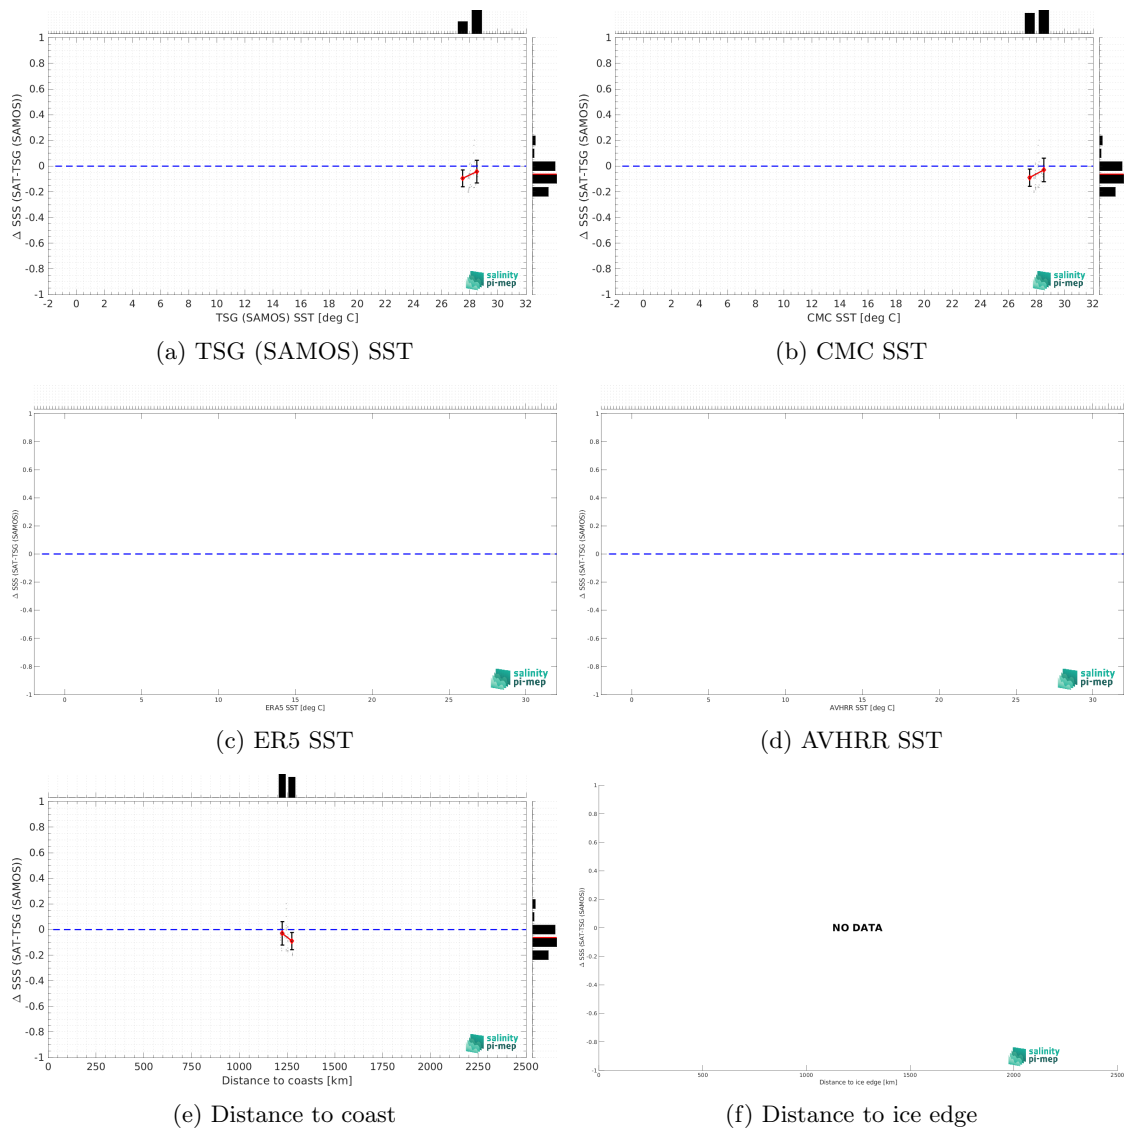 1
0.8
0.6
0.4
0.2
0
-0.2
-0.4
-0.6
-0.8
-1
Δ SSS (SAT-TSG (SAMOS))
-2 0 2 4 6 8 10 12 14 16 18 20 22 24 26 28 30 32
TSG (SAMOS) SST [deg C]
salinity
pi-mep
(a) TSG (SAMOS) SST
1
0.8
0.6
0.4
0.2
0
-0.2
-0.4
-0.6
-0.8
-1
Δ SSS (SAT-TSG (SAMOS))
-2 0 2 4 6 8 10 12 14 16 18 20 22 24 26 28 30 32
CMC SST [deg C]
salinity
pi-mep
(b) CMC SST
1
0.8
0.6
0.4
0.2
0
-0.2
-0.4
-0.6
-0.8
-1
Δ SSS (SAT-TSG (SAMOS))
0 5 10 15 20 25 30
ERA5 SST [deg C]
salinity
pi-mep
(c) ER5 SST
1
0.8
0.6
0.4
0.2
0
-0.2
-0.4
-0.6
-0.8
-1
Δ SSS (SAT-TSG (SAMOS))
0 5 10 15 20 25 30
AVHRR SST [deg C]
salinity
pi-mep
(d) AVHRR SST
1
0.8
0.6
0.4
0.2
0
-0.2
-0.4
-0.6
-0.8
-1
Δ SSS (SAT-TSG (SAMOS))
0 250 500 750 1000 1250 1500 1750 2000 2250 2500
Distance to coasts [km]
salinity
pi-mep
(e) Distance to coast
1
0.8
0.6
0.4
0.2
0
-0.2
-0.4
-0.6
-0.8
-1
Δ SSS (SAT-TSG (SAMOS))
NO DATA
0 500 1000 1500 2000 2500
Distance to ice edge [km]
salinity
pi-mep
(f) Distance to ice edge